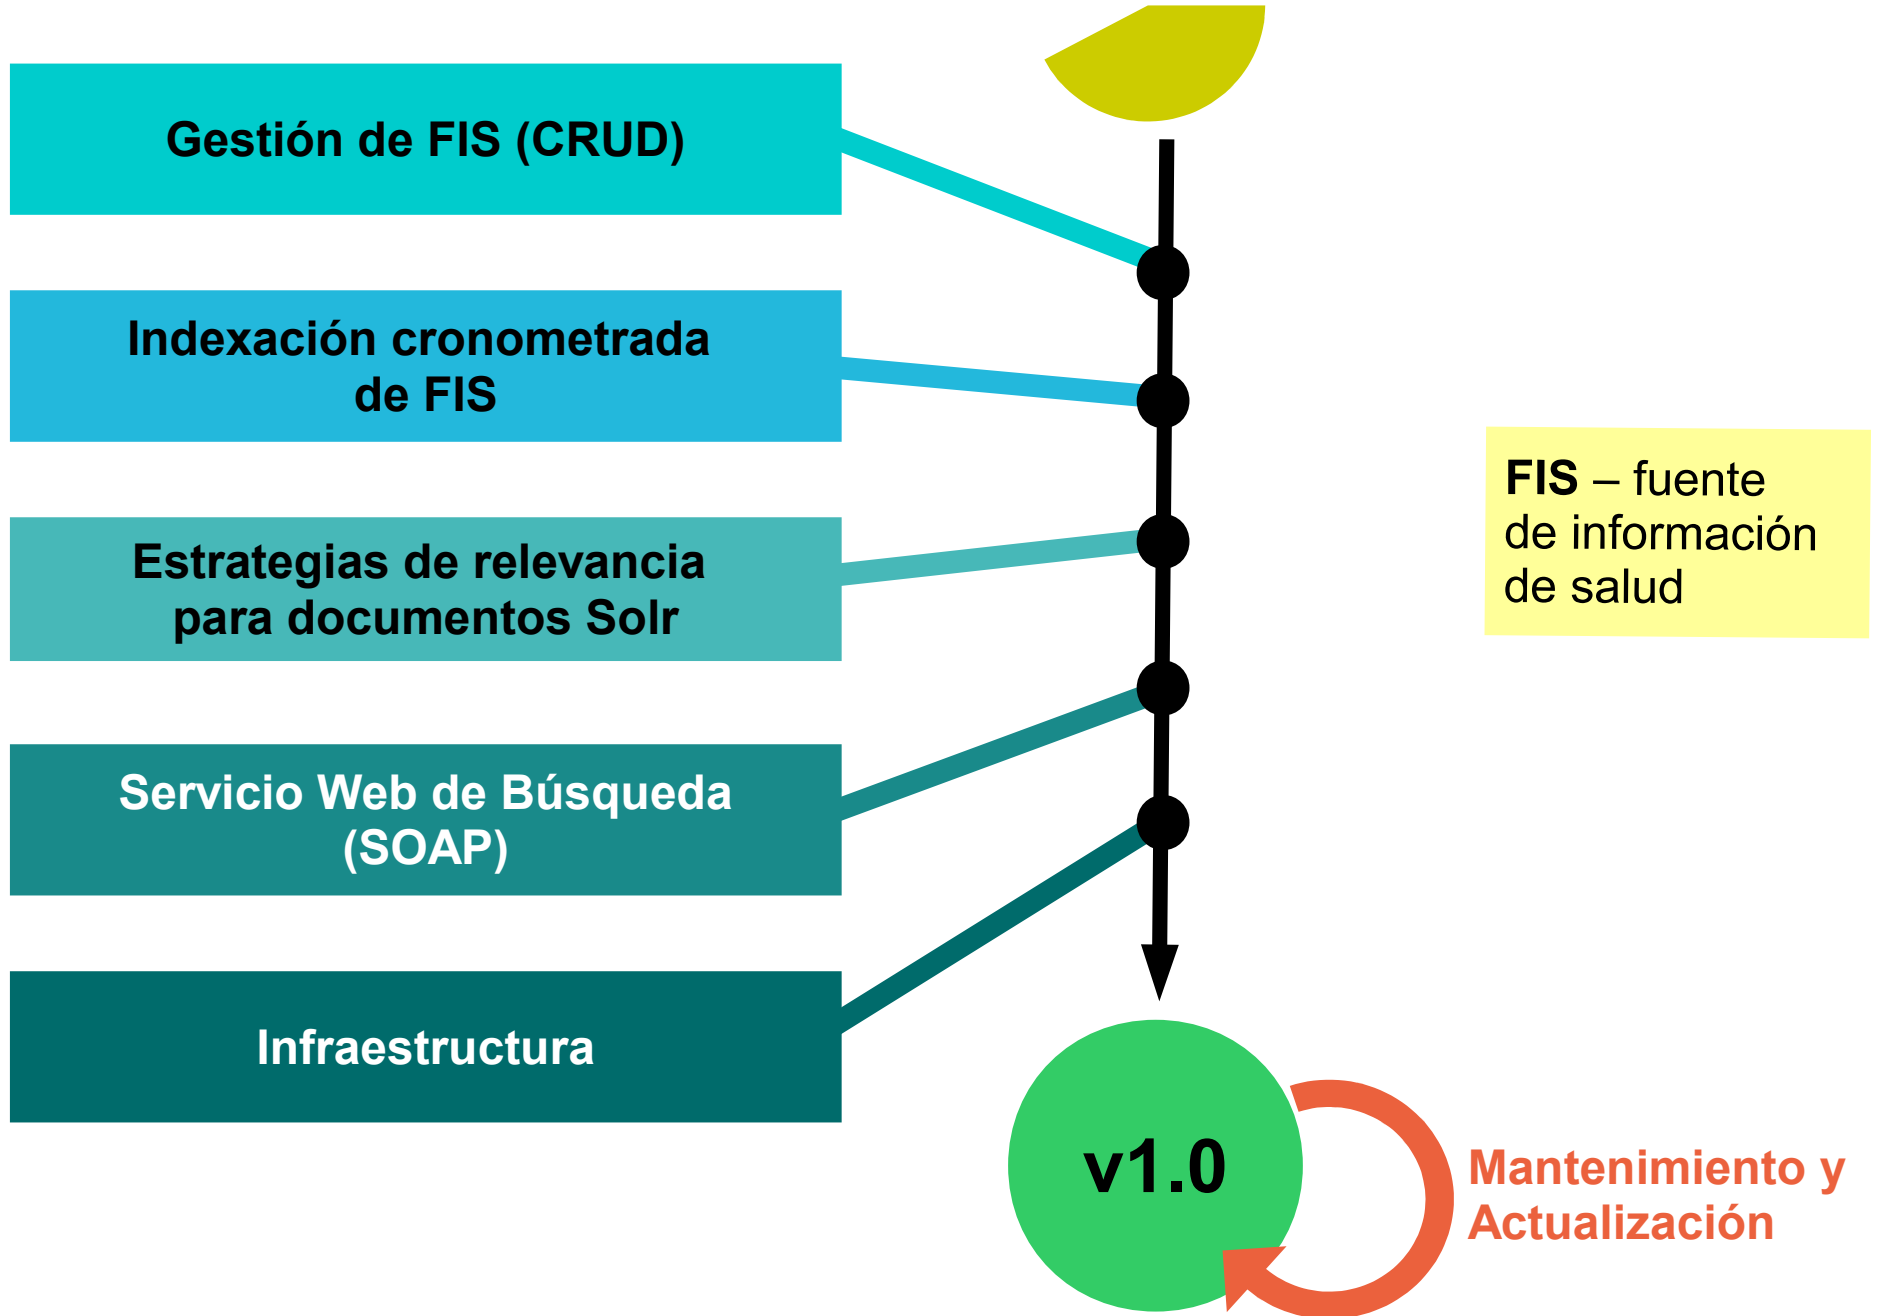 Gestión de FIS (CRUD)
Indexación cronometrada
de FIS
Estrategias de relevancia
para documentos Solr
Servicio Web de Búsqueda
(SOAP)
Infraestructura
FIS – fuente
de información
de salud
v1.0
Mantenimiento y
Actualización